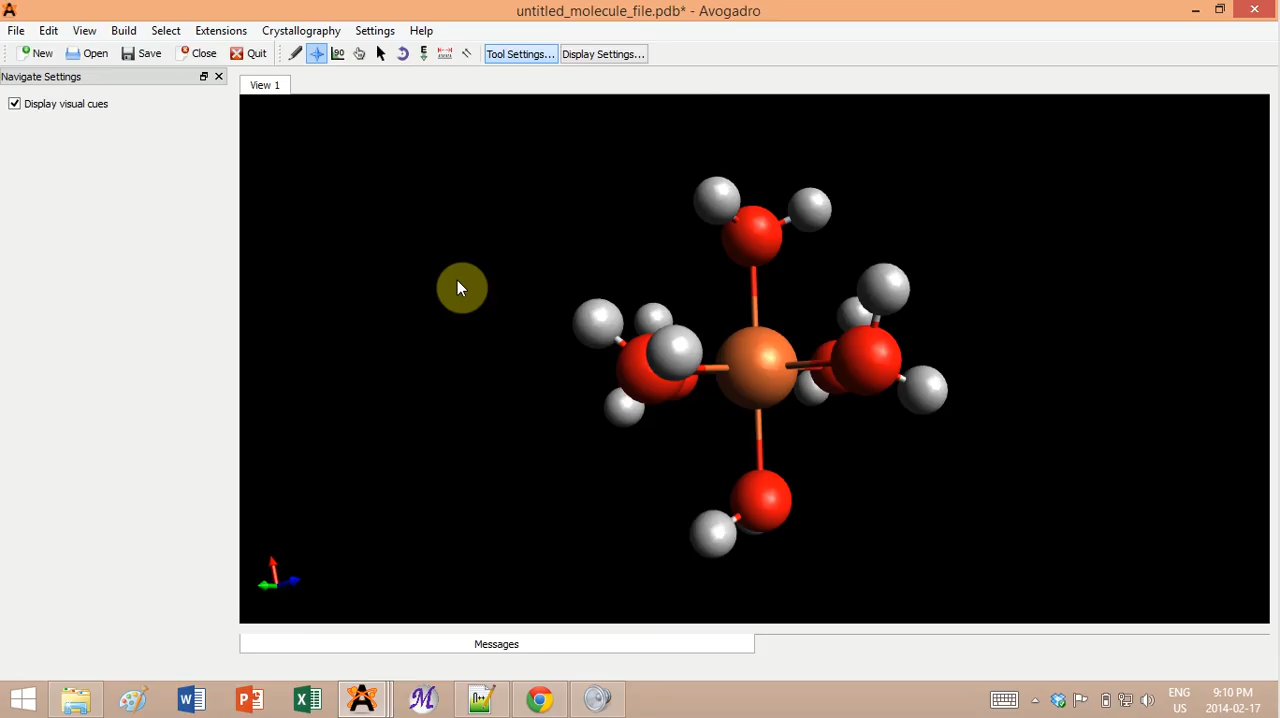 untitled_molecule_file.pdb* - Avogadro
File Edit View Build Select Extensions Crystallography Settings Help
New Open Save Close Quit Tool Settings... Display Settings...
Navigate Settings
View 1
Display visual cues
Messages
ENG 9:10 PM
US 2014-02-17